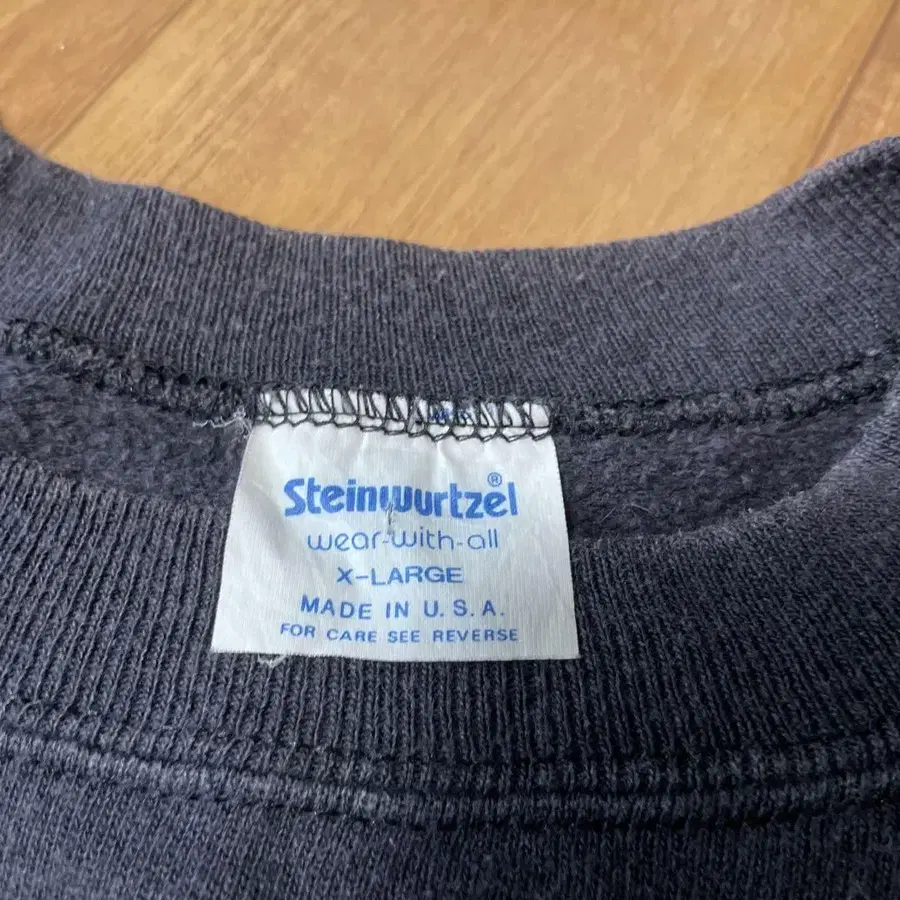 Steinwurtzel®
wear-with-all
X-LARGE
MADE IN U.S.A.
FOR CARE SEE REVERSE